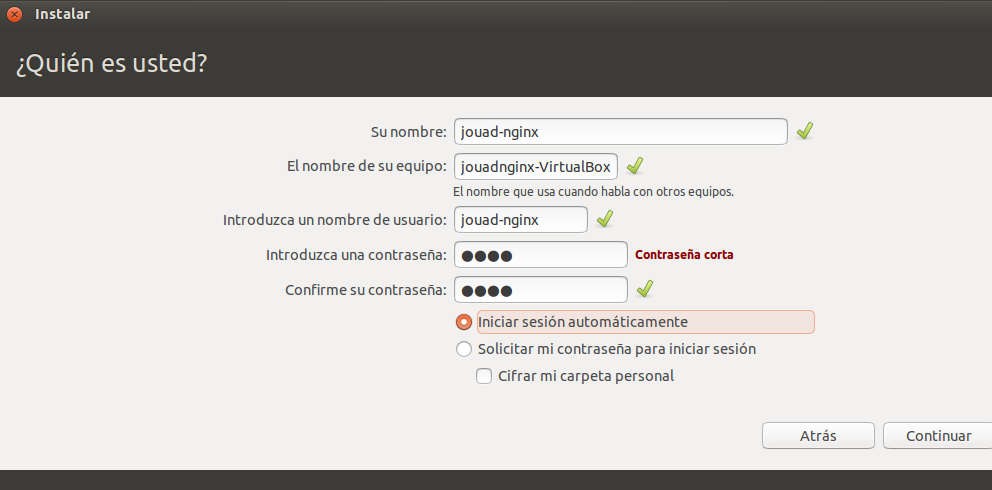 Instalar
¿Quién es usted?
Su nombre: jouad-nginx
El nombre de su equipo: jouadnginx-VirtualBox
El nombre que usa cuando habla con otros equipos.
Introduzca un nombre de usuario: jouad-nginx
Introduzca una contraseña: ●●●● Contraseña corta
Confirme su contraseña: ●●●●
Iniciar sesión automáticamente
Solicitar mi contraseña para iniciar sesión
Cifrar mi carpeta personal
Atrás Continuar